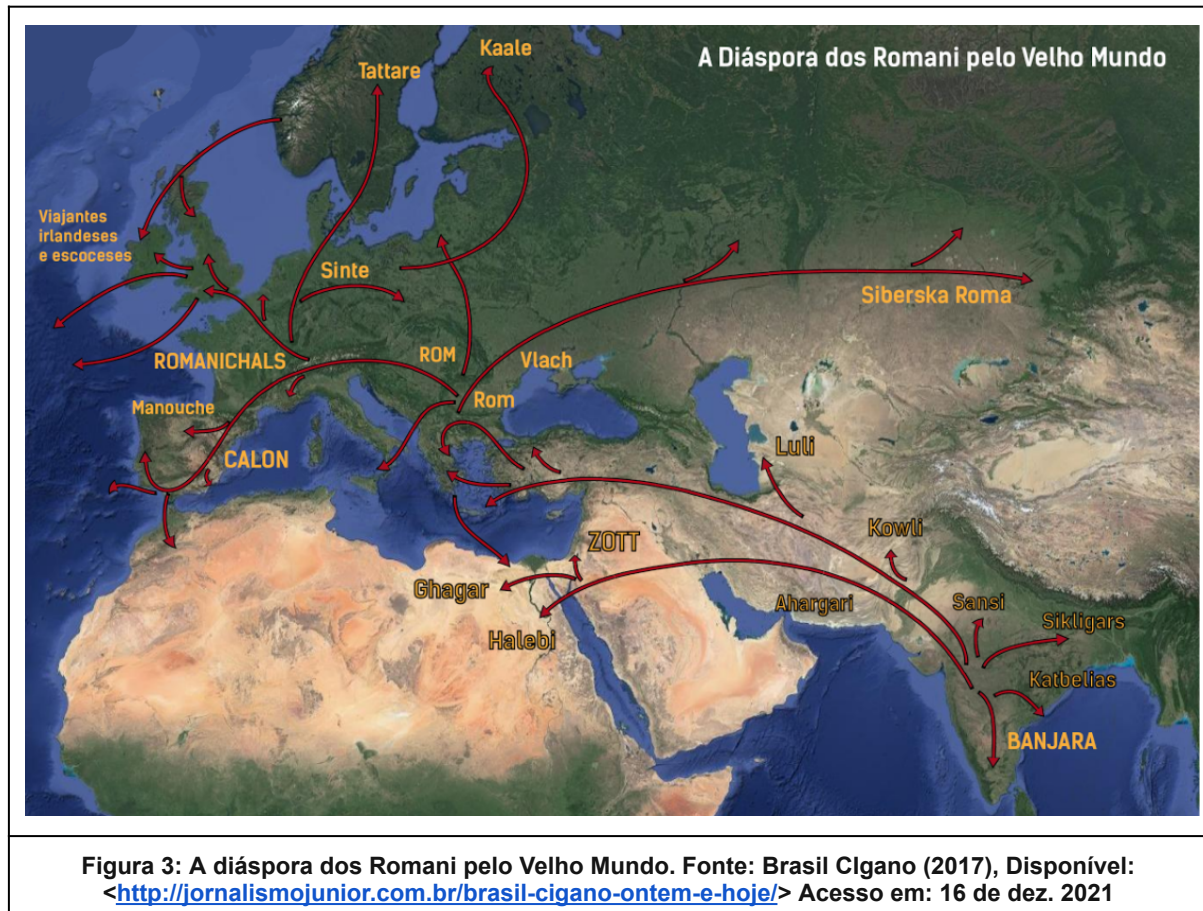 Kaale
Tattare
A Diáspora dos Romani pelo Velho Mundo
Viajantes
irlandeses
e escoceses
Sinte
Siberska Roma
ROMANICHALS
ROM
Vlach
Rom
Manouche
CALON
Luli
Kowli
ZOTT
Ghagar
Ahargari
Sansi
Sikligars
Halebi
Katbelias
BANJARA
Figura 3: A diáspora dos Romani pelo Velho Mundo. Fonte: Brasil CIgano (2017), Disponível:
<http://jornalismojunior.com.br/brasil-cigano-ontem-e-hoje/> Acesso em: 16 de dez. 2021